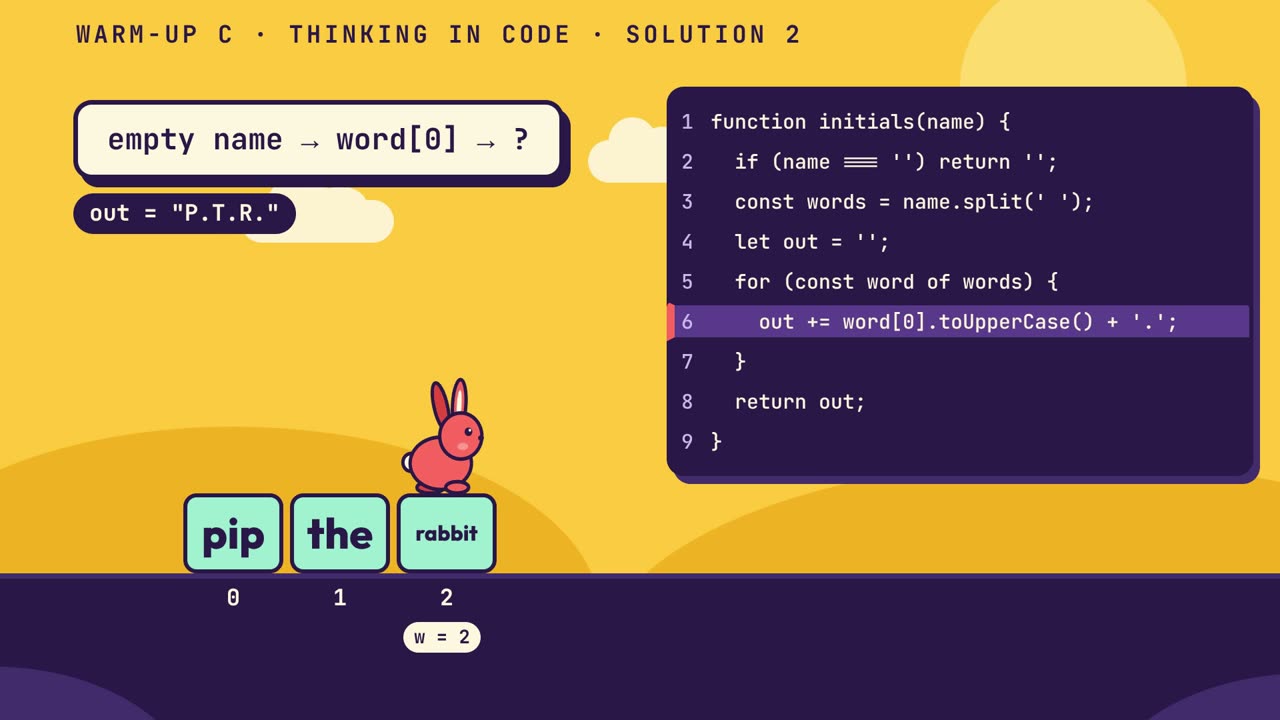 WARM-UP C · THINKING IN CODE · SOLUTION 2
empty name → word[0] → ?
out = "P.T.R."
1 function initials(name) {
2   if (name === '') return '';
3   const words = name.split(' ');
4   let out = '';
5   for (const word of words) {
6     out += word[0].toUpperCase() + '.';
7   }
8   return out;
9 }
pip the rabbit
0 1 2
w = 2